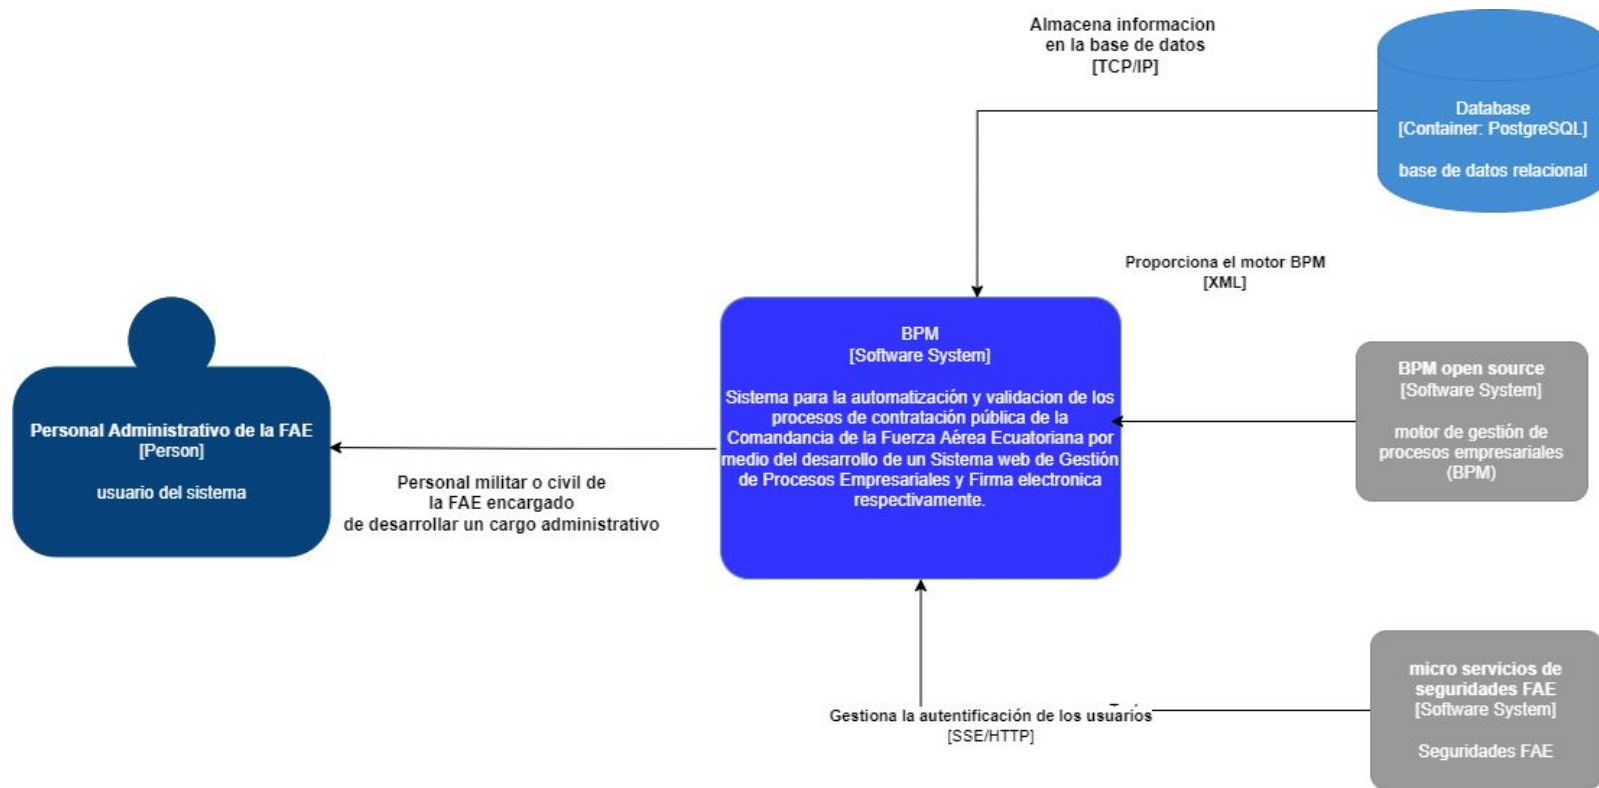 Almacena informacion
en la base de datos
[TCP/IP]
Database
[Container: PostgreSQL]
base de datos relacional
Proporciona el motor BPM
[XML]
BPM
[Software System]
Sistema para la automatización y validacion de los
procesos de contratación pública de la
Comandancia de la Fuerza Aérea Ecuatoriana por
medio del desarrollo de un Sistema web de Gestión
de Procesos Empresariales y Firma electronica
respectivamente.
BPM open source
[Software System]
motor de gestión de
procesos empresariales
(BPM)
Personal Administrativo de la FAE
[Person]
usuario del sistema
Personal militar o civil de
la FAE encargado
de desarrollar un cargo administrativo
micro servicios de
seguridades FAE
[Software System]
Seguridades FAE
Gestiona la autentificación de los usuarios
[SSE/HTTP]